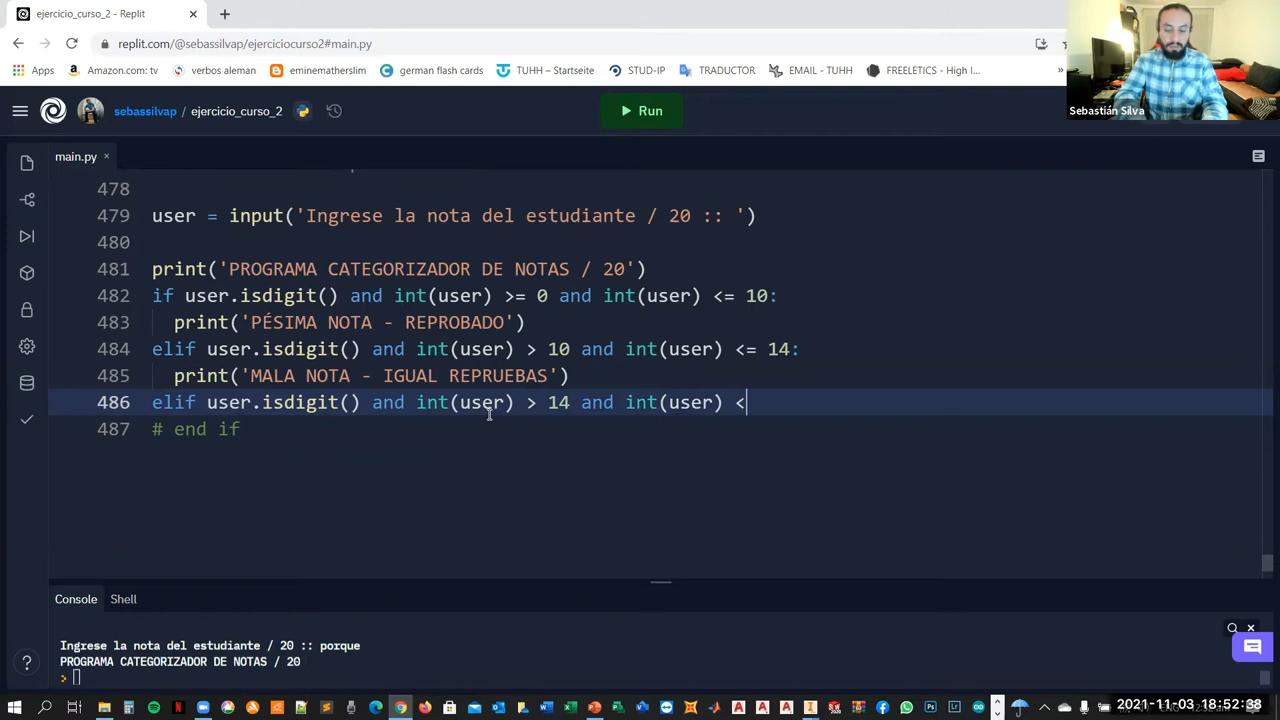 ejercicio_curso_2 - Replit
replit.com/@sebassilvap/ejerciciocurso2#main.py
Apps Amazon.com: tv verbos aleman eminematherslim german flash cards TUHH – Startseite STUD-IP TRADUCTOR EMAIL - TUHH FREELETICS - High I... »
Sebastián Silva
sebassilvap / ejercicio_curso_2 Run
main.py ×
478
479 user = input('Ingrese la nota del estudiante / 20 :: ')
480
481 print('PROGRAMA CATEGORIZADOR DE NOTAS / 20')
482 if user.isdigit() and int(user) >= 0 and int(user) <= 10:
483 print('PÉSIMA NOTA - REPROBADO')
484 elif user.isdigit() and int(user) > 10 and int(user) <= 14:
485 print('MALA NOTA - IGUAL REPRUEBAS')
486 elif user.isdigit() and int(user) > 14 and int(user) <
487 # end if
Console Shell
Ingrese la nota del estudiante / 20 :: porque
PROGRAMA CATEGORIZADOR DE NOTAS / 20
>
2021-11-03 18:52:38